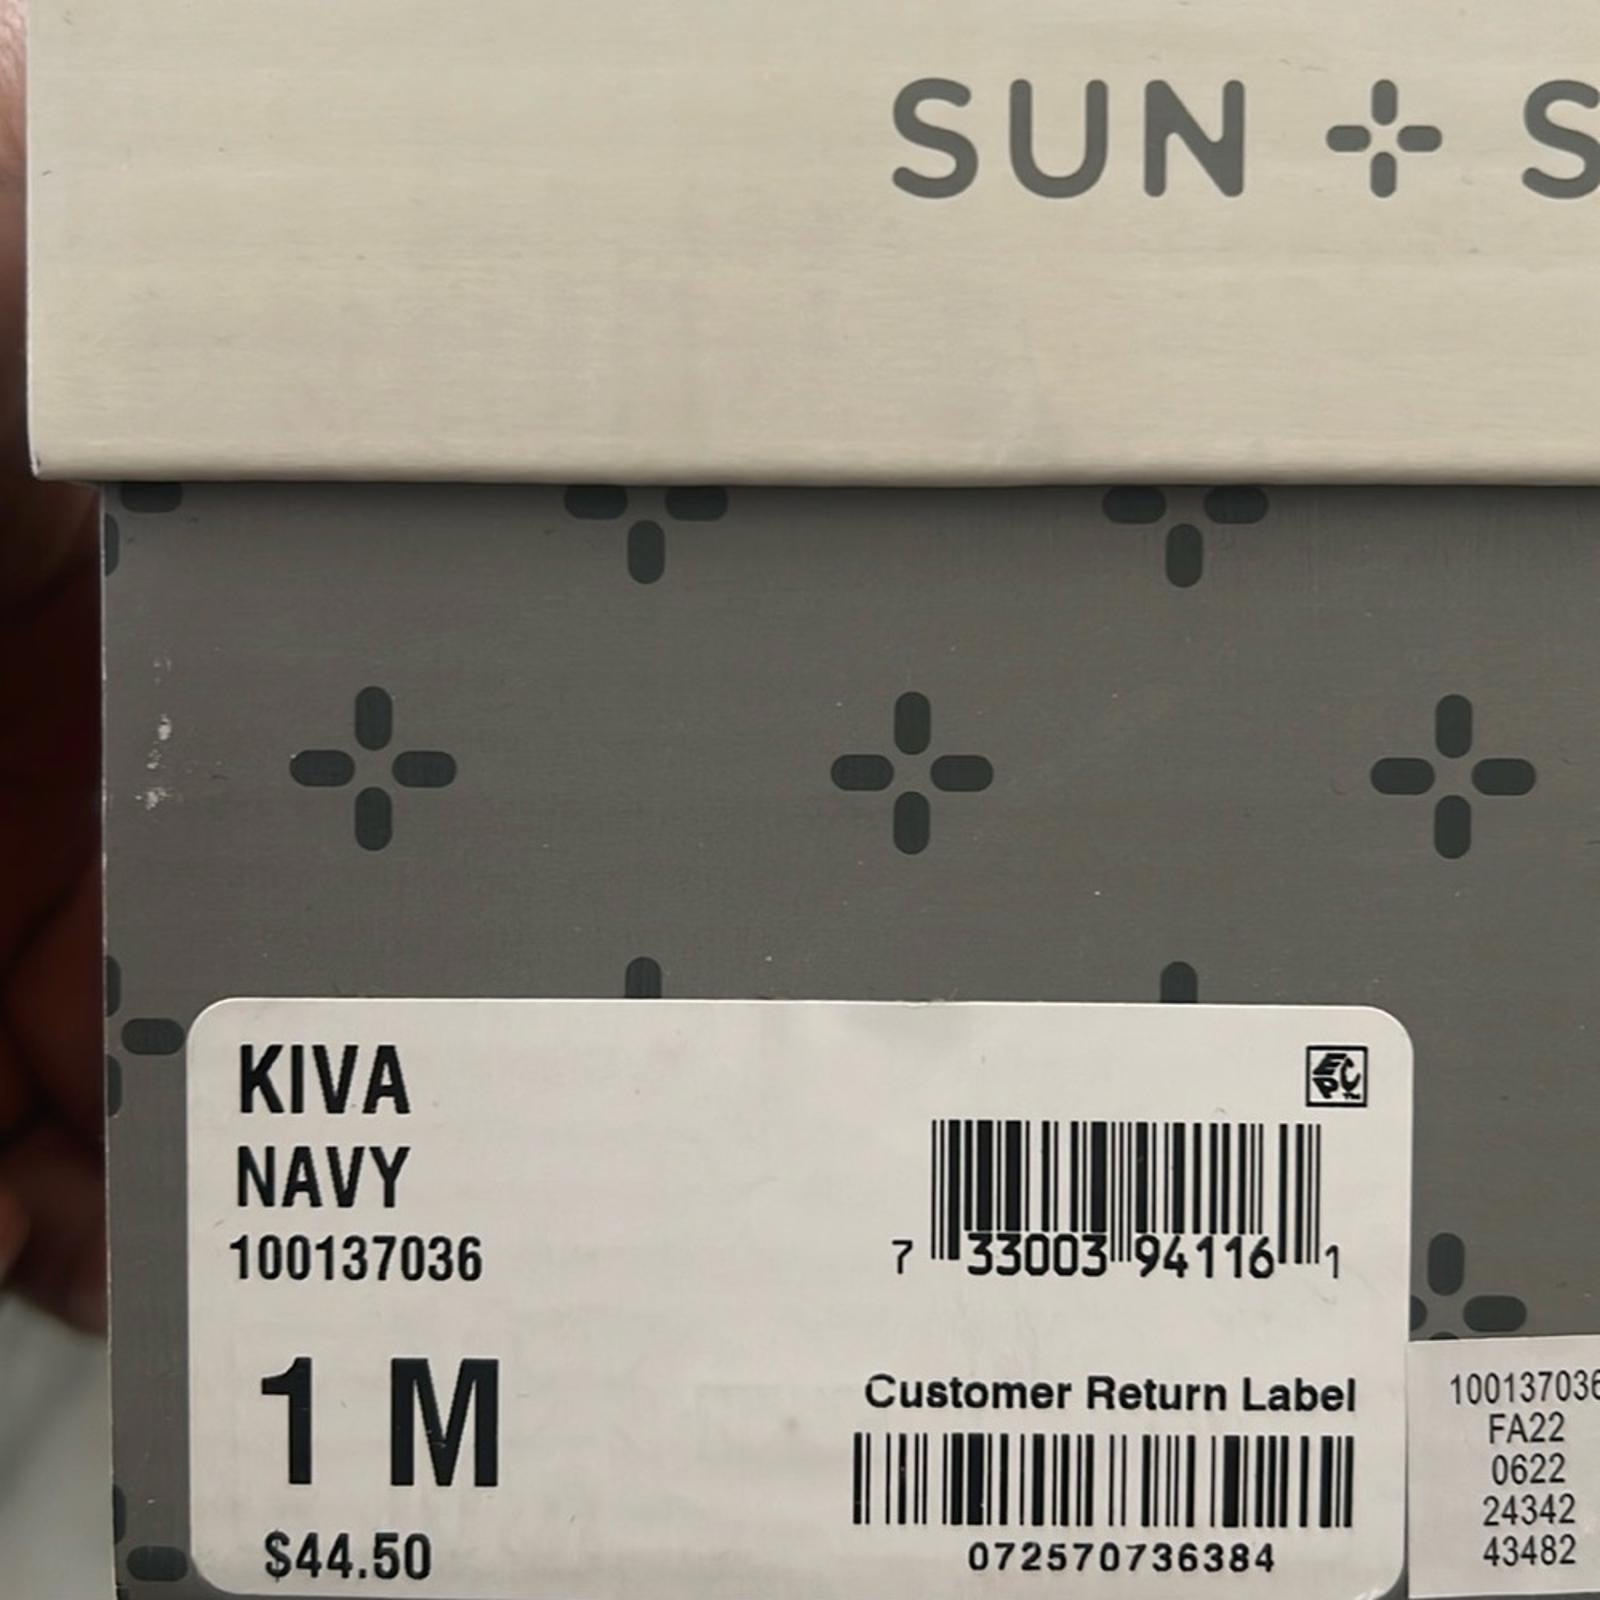 SUN + S
KIVA
NAVY
100137036
7 33003 94116 1
1 M
Customer Return Label
072570736384
$44.50
100137036
FA22
0622
24342
43482